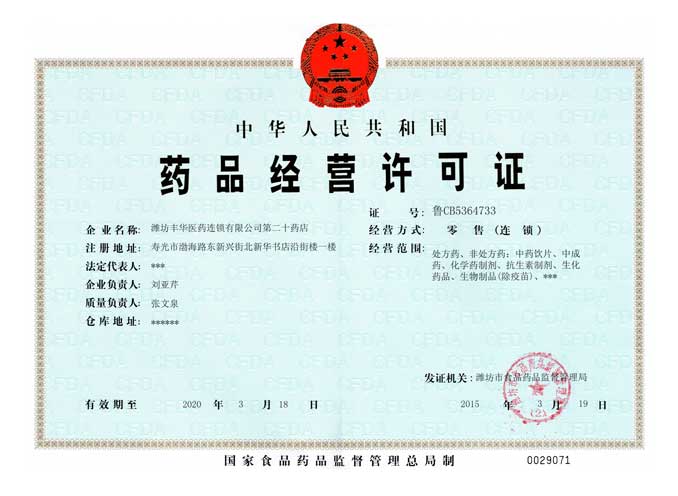 中华人民共和国
药品经营许可证
证 号: 鲁CB5364733
企业名称: 潍坊丰华医药连锁有限公司第二十药店
经营方式: 零 售 (连 锁)
注册地址: 寿光市渤海路东新兴街北新华书店沿街楼一楼
经营范围: 处方药、非处方药:中药饮片、中成
药、化学药制剂、抗生素制剂、生化
药品、生物制品(除疫苗)、***
法定代表人: ***
企业负责人: 刘亚芹
质量负责人: 张文泉
仓库地址: ******
发证机关: 潍坊市食品药品监督管理局
有效期至 2020 年 3 月 18 日
2015 年 3 月 19 日
(2)
国家食品药品监督管理总局制
0029071